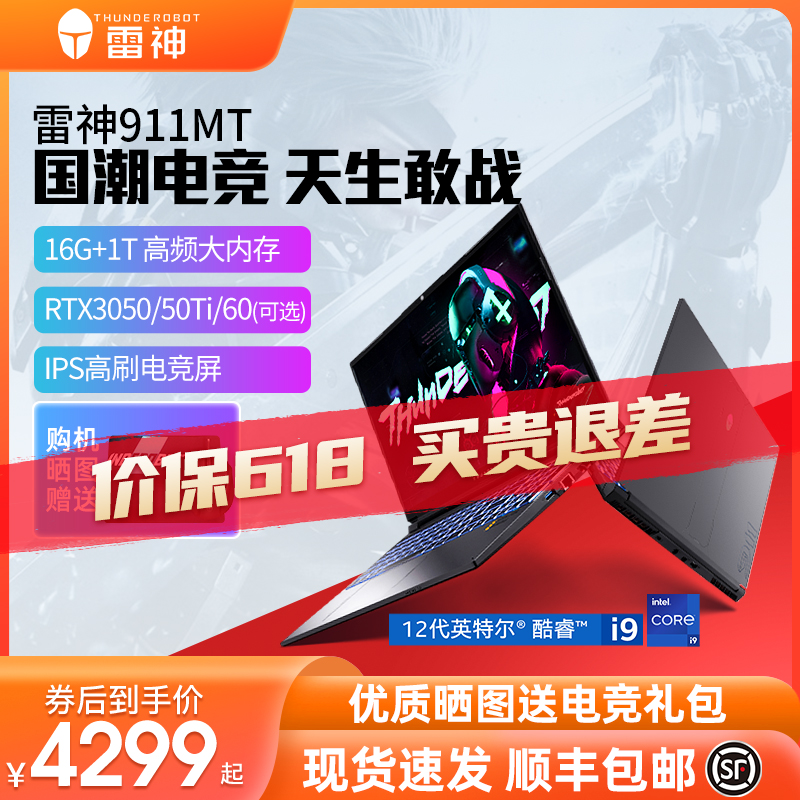 THUNDEROBOT
雷神
雷神911MT
国潮电竞 天生敢战
16G+1T 高频大内存
RTX3050/50Ti/60(可选)
IPS高刷电竞屏
购机
晒图
赠送
价保618 买贵退差
12代英特尔® 酷睿™ i9
intel
CORE
i9
券后到手价
¥4299起
优质晒图送电竞礼包
现货速发 顺丰包邮
SF